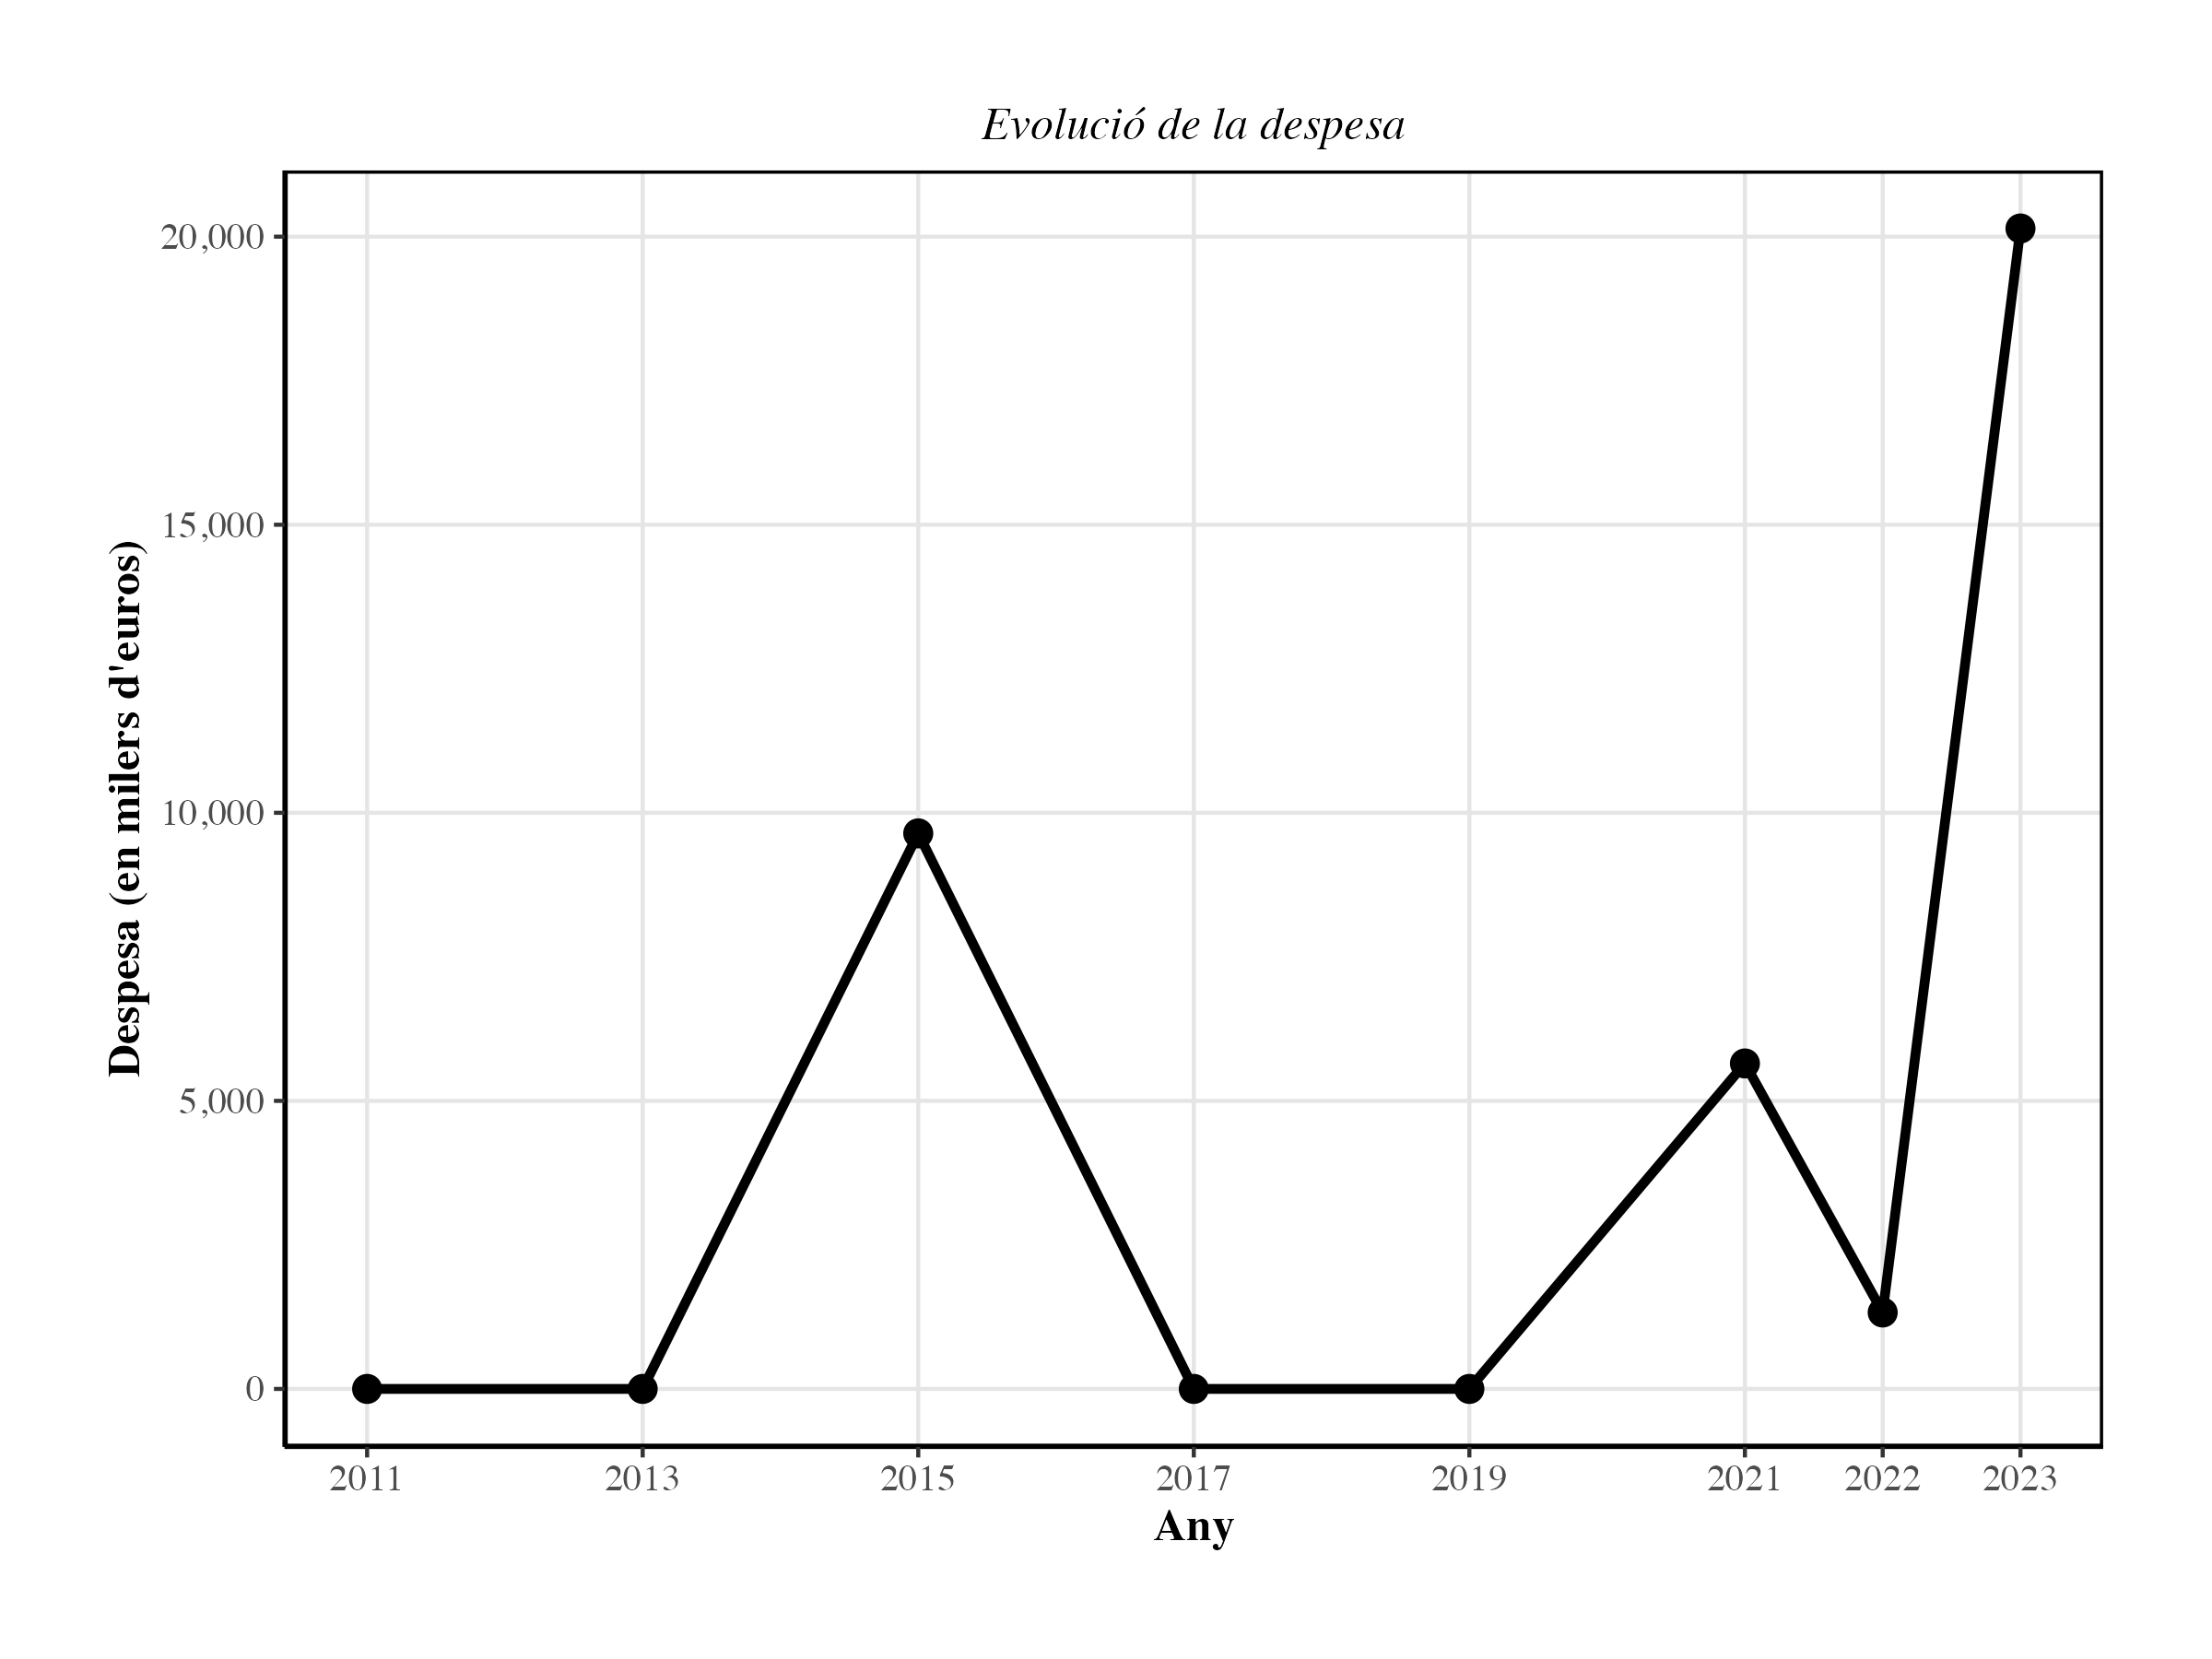 Evolució de la despesa
Despesa (en milers d'euros)
20,000
15,000
10,000
5,000
0
2011 2013 2015 2017 2019 2021 2022 2023
Any